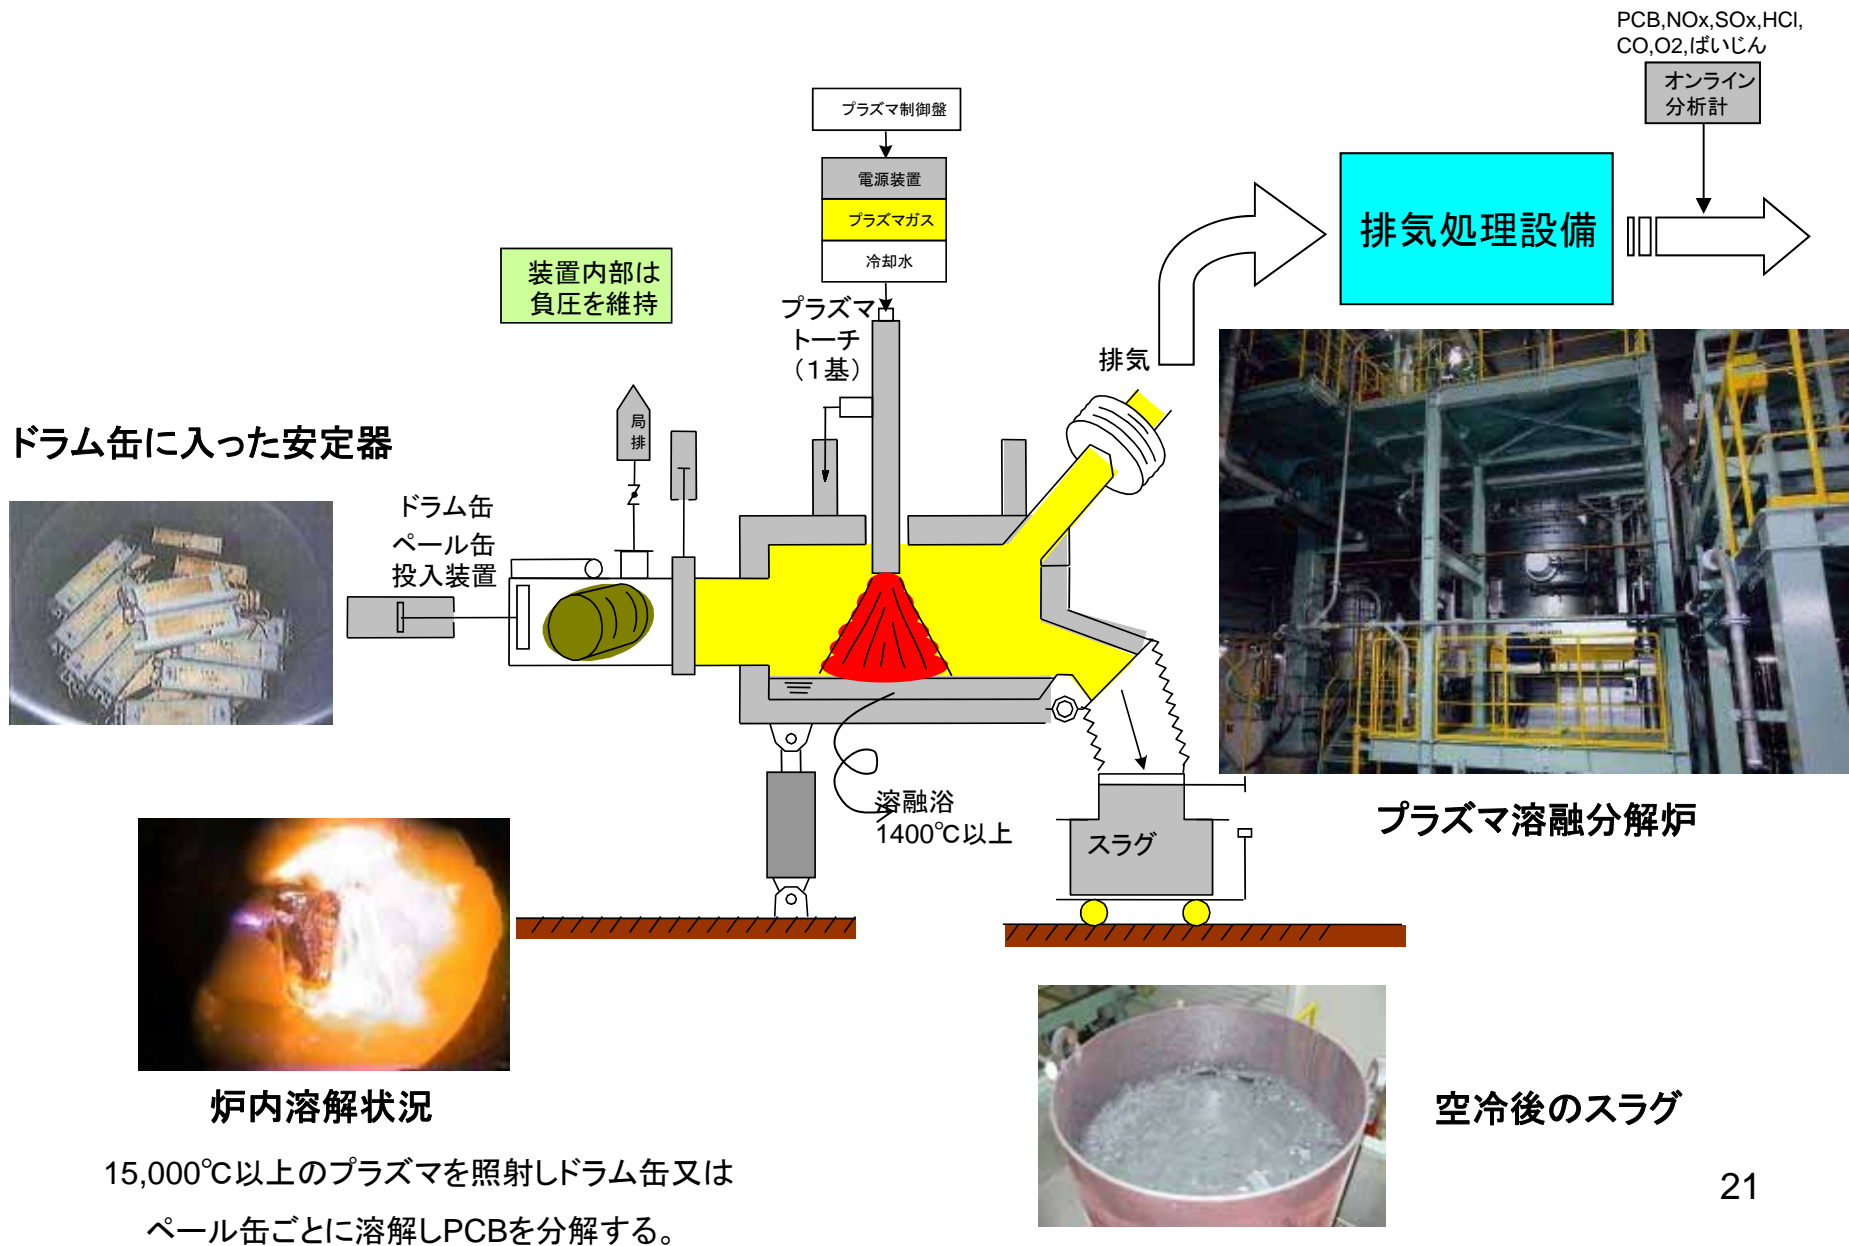 PCB,NOx,SOx,HCl,
CO,O2,ばいじん
オンライン
分析計
プラズマ制御盤
電源装置
プラズマガス
冷却水
排気処理設備
装置内部は
負圧を維持
プラズマ
トーチ
（１基）
排気
局
排
ドラム缶に入った安定器
ドラム缶
ペール缶
投入装置
溶融浴
1400℃以上
スラグ
プラズマ溶融分解炉
炉内溶解状況
空冷後のスラグ
15,000℃以上のプラズマを照射しドラム缶又は
ペール缶ごとに溶解しPCBを分解する。
21